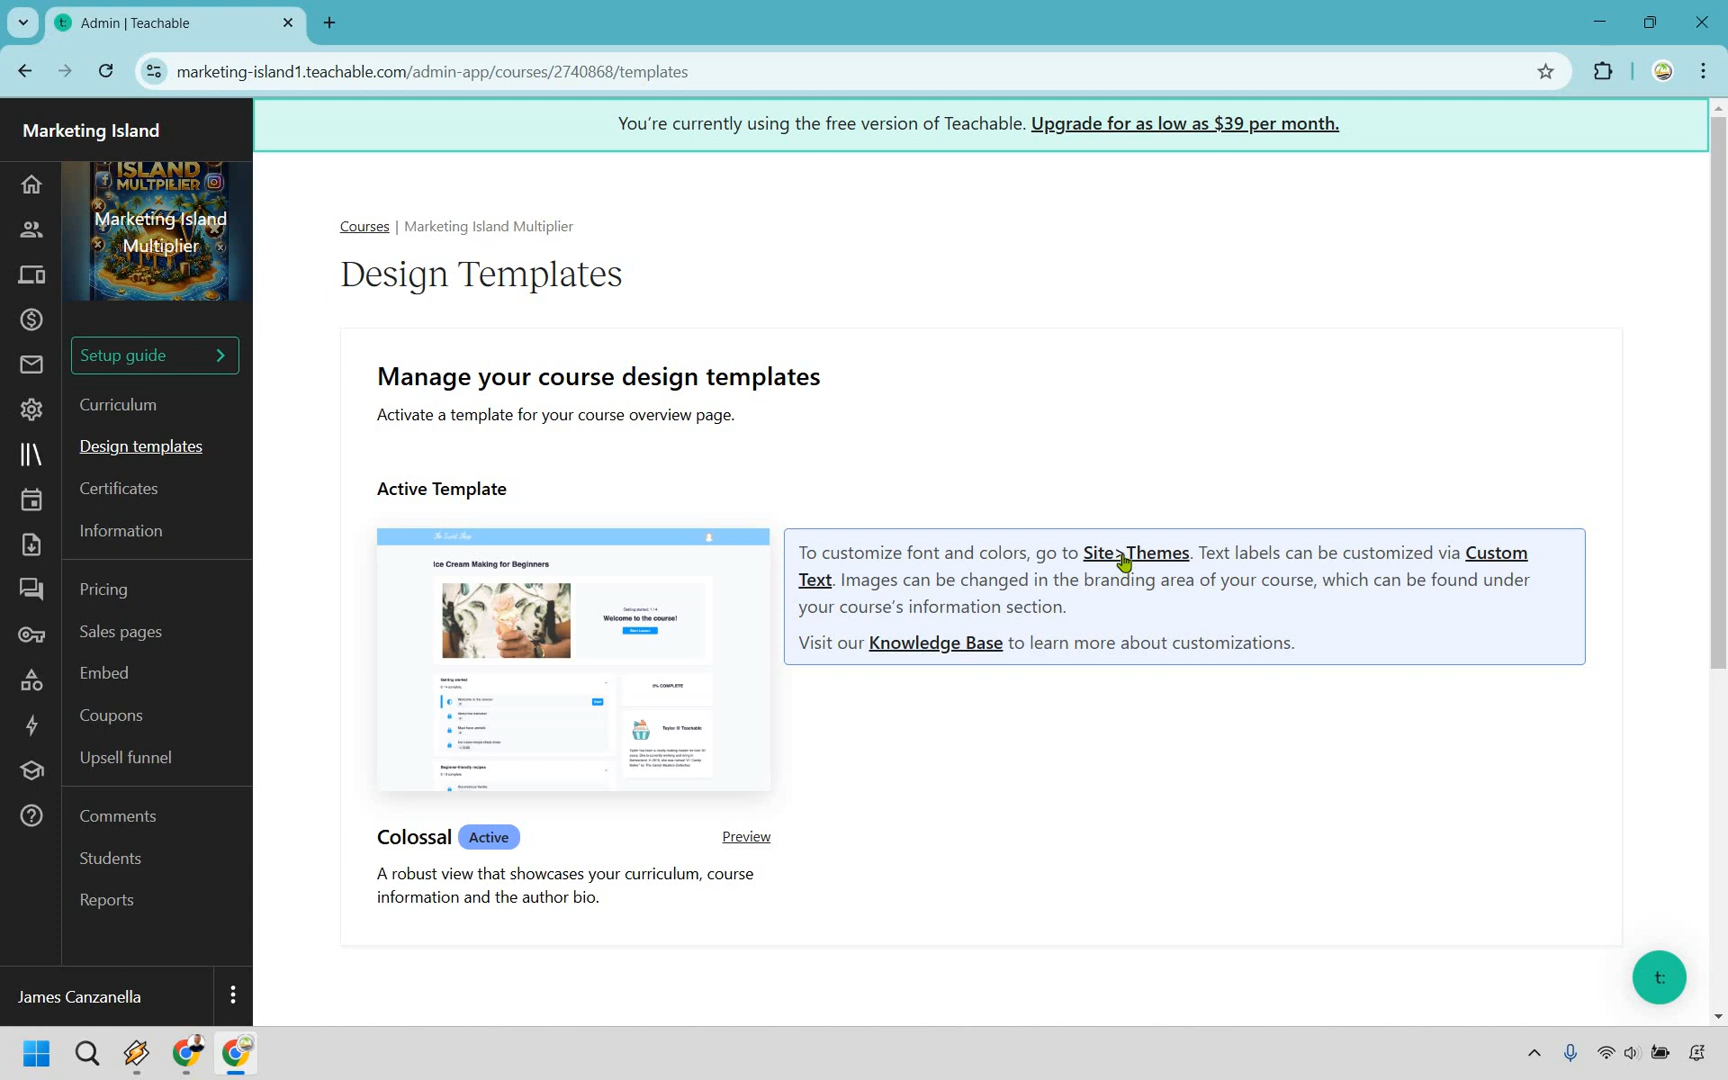 Admin | Teachable
marketing-island1.teachable.com/admin-app/courses/2740868/templates
Marketing Island
You're currently using the free version of Teachable. Upgrade for as low as $39 per month.
ISLAND
MULTPILIER
Marketing Island
Multiplier
Setup guide
Curriculum
Design templates
Certificates
Information
Pricing
Sales pages
Embed
Coupons
Upsell funnel
Comments
Students
Reports
James Canzanella
Courses | Marketing Island Multiplier
Design Templates
Manage your course design templates
Activate a template for your course overview page.
Active Template
Ice Cream Making for Beginners
Getting started, 1 / 4
Welcome to the course!
Getting started
0% COMPLETE
Taylor @ Teachable
Beginner-friendly recipes
To customize font and colors, go to Site>Themes. Text labels can be customized via Custom
Text. Images can be changed in the branding area of your course, which can be found under
your course's information section.
Visit our Knowledge Base to learn more about customizations.
Colossal Active Preview
A robust view that showcases your curriculum, course
information and the author bio.
t: